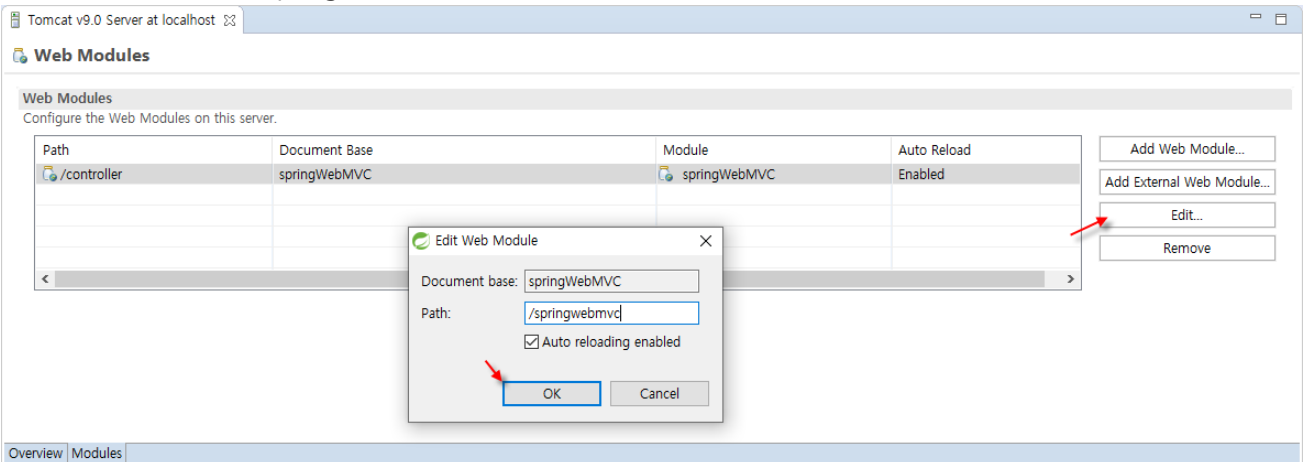 Tomcat v9.0 Server at localhost
Web Modules
Web Modules
Configure the Web Modules on this server.
Path Document Base Module Auto Reload
/controller springWebMVC springWebMVC Enabled
Add Web Module...
Add External Web Module...
Edit...
Remove
Edit Web Module
Document base: springWebMVC
Path: /springwebmvc
Auto reloading enabled
OK Cancel
Overview Modules